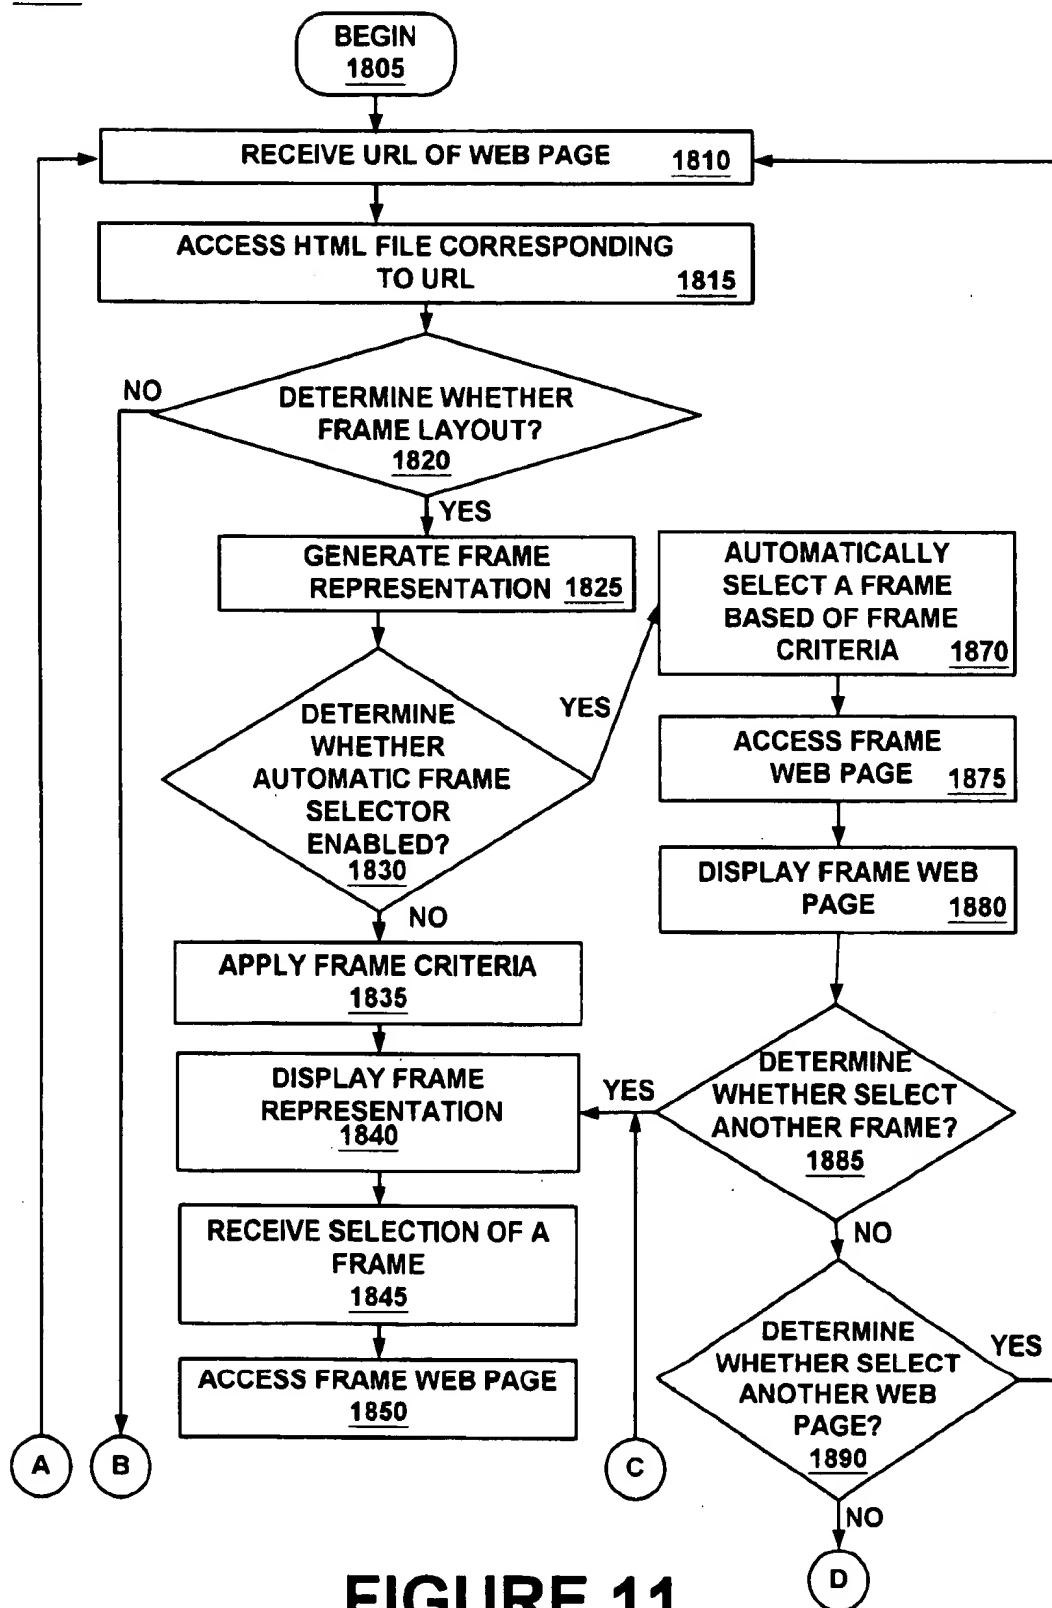 BEGIN
1805
RECEIVE URL OF WEB PAGE 1810
ACCESS HTML FILE CORRESPONDING
TO URL 1815
NO
DETERMINE WHETHER
FRAME LAYOUT?
1820
YES
GENERATE FRAME
REPRESENTATION 1825
DETERMINE
WHETHER
AUTOMATIC FRAME
SELECTOR
ENABLED?
1830
YES
NO
APPLY FRAME CRITERIA
1835
DISPLAY FRAME
REPRESENTATION
1840
RECEIVE SELECTION OF A
FRAME
1845
ACCESS FRAME WEB PAGE
1850
AUTOMATICALLY
SELECT A FRAME
BASED OF FRAME
CRITERIA 1870
ACCESS FRAME
WEB PAGE 1875
DISPLAY FRAME WEB
PAGE 1880
DETERMINE
WHETHER SELECT
ANOTHER FRAME?
1885
YES
NO
DETERMINE
WHETHER SELECT
ANOTHER WEB
PAGE?
1890
YES
NO
A
B
C
D
FIGURE 11